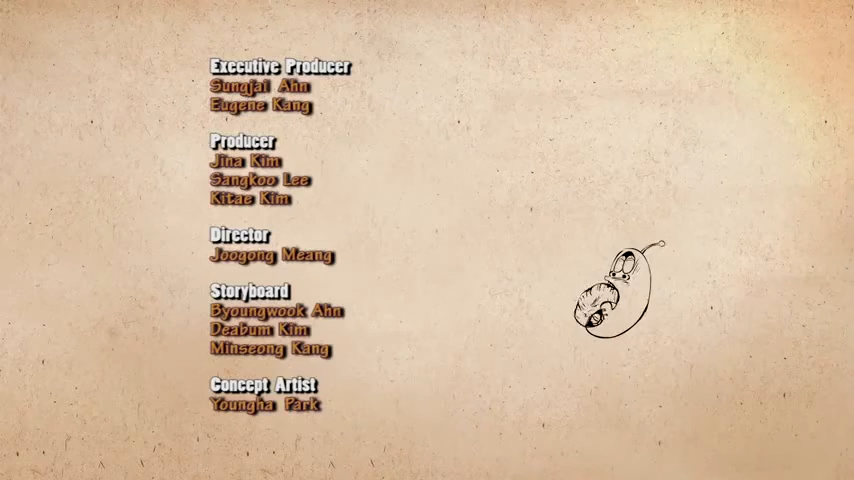 Executive Producer
Sungjai Ahn
Eugene Kang
Producer
Jina Kim
Sangkoo Lee
Kitae Kim
Director
Joogong Meang
Storyboard
Byoungwook Ahn
Deabum Kim
Minseong Kang
Concept Artist
Youngha Park